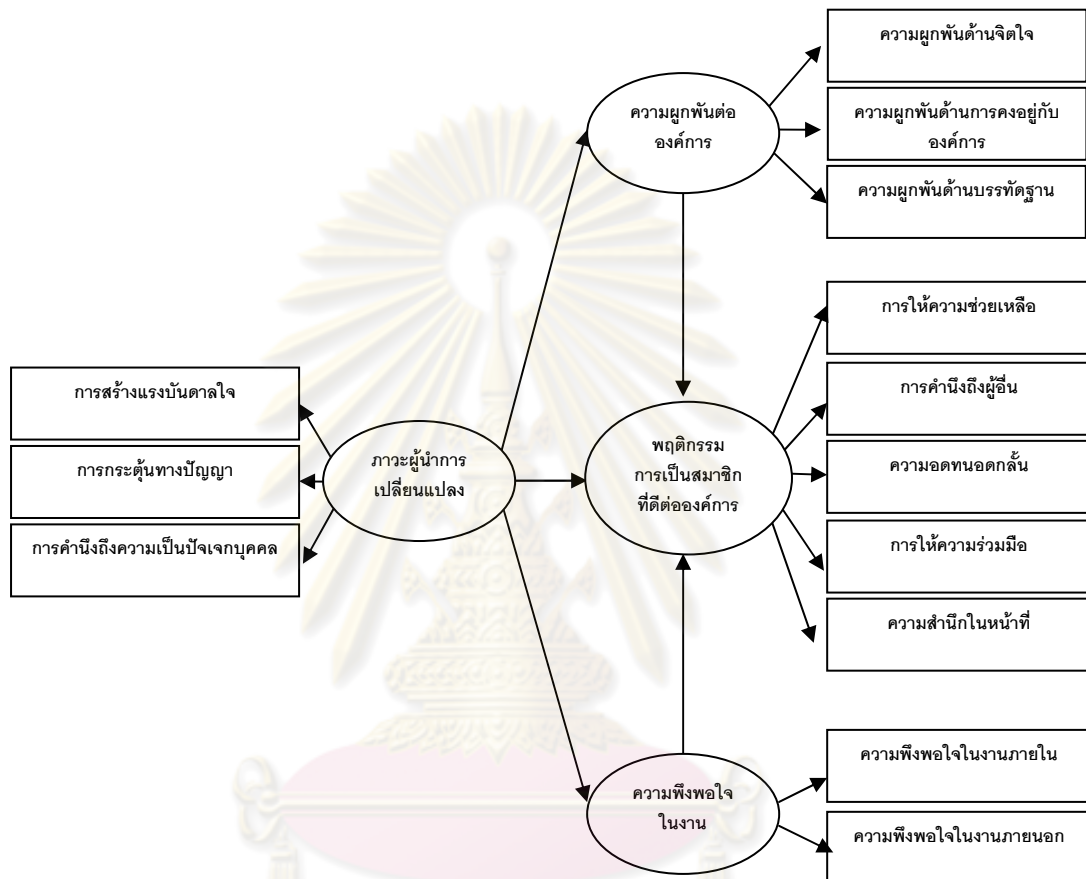 ความผูกพันด้านจิตใจ
ความผูกพันต่อ
องค์การ
ความผูกพันด้านการคงอยู่กับ
องค์การ
ความผูกพันด้านบรรทัดฐาน
การให้ความช่วยเหลือ
การสร้างแรงบันดาลใจ
การกระตุ้นทางปัญญา
การคำนึงถึงความเป็นปัจเจกบุคคล
ภาวะผู้นำการ
เปลี่ยนแปลง
พฤติกรรม
การเป็นสมาชิก
ที่ดีต่อองค์การ
การคำนึงถึงผู้อื่น
ความอดทนอดกลั้น
การให้ความร่วมมือ
ความสำนึกในหน้าที่
ความพึงพอใจ
ในงาน
ความพึงพอใจในงานภายใน
ความพึงพอใจในงานภายนอก